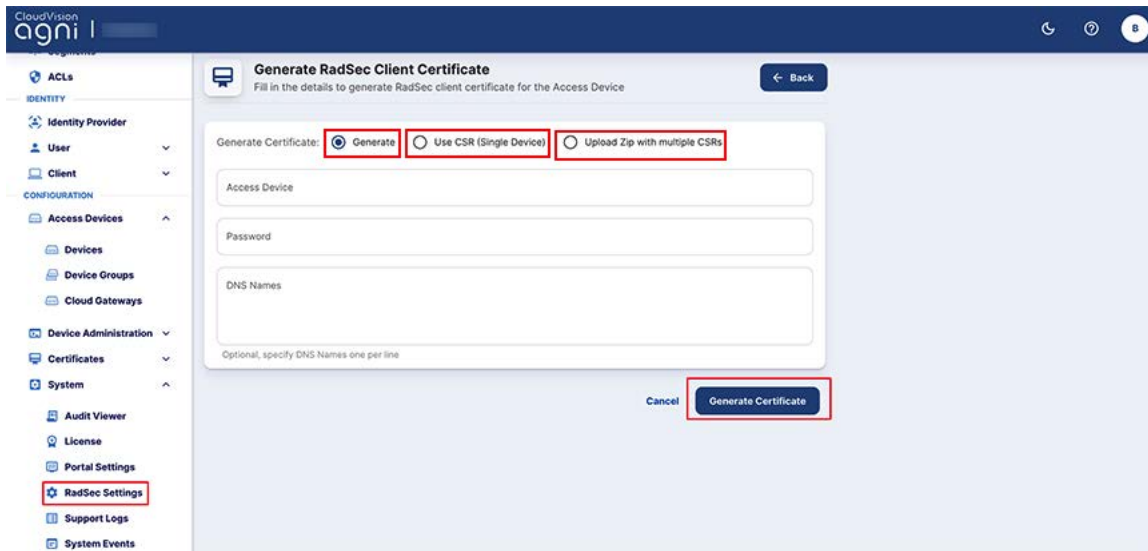 CloudVision
agni |
B
Segments
ACLs
IDENTITY
Identity Provider
User
Client
CONFIGURATION
Access Devices
Devices
Device Groups
Cloud Gateways
Device Administration
Certificates
System
Audit Viewer
License
Portal Settings
RadSec Settings
Support Logs
System Events
Generate RadSec Client Certificate
Fill in the details to generate RadSec client certificate for the Access Device
← Back
Generate Certificate: Generate Use CSR (Single Device) Upload Zip with multiple CSRs
Access Device
Password
DNS Names
Optional, specify DNS Names one per line
Cancel Generate Certificate